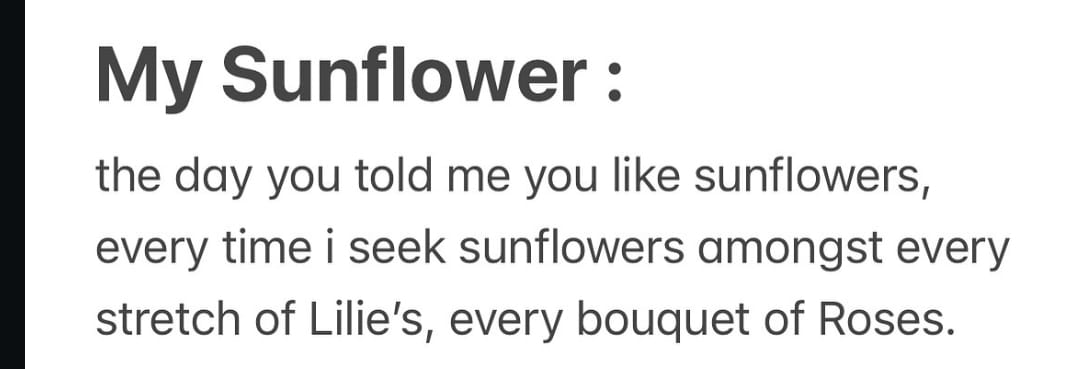 My Sunflower :
the day you told me you like sunflowers,
every time i seek sunflowers amongst every
stretch of Lilie’s, every bouquet of Roses.